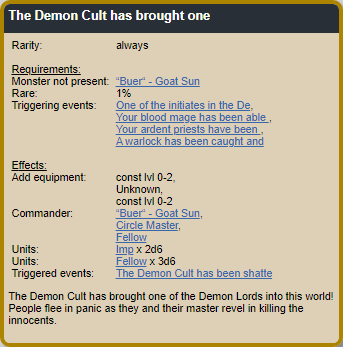 The Demon Cult has brought one
Rarity: always
Requirements:
Monster not present: "Buer" - Goat Sun
Rare: 1%
Triggering events: One of the initiates in the De,
Your blood mage has been able ,
Your ardent priests have been ,
A warlock has been caught and
Effects:
Add equipment: const lvl 0-2,
Unknown,
const lvl 0-2
Commander: "Buer" - Goat Sun,
Circle Master,
Fellow
Units: Imp x 2d6
Units: Fellow x 3d6
Triggered events: The Demon Cult has been shatte
The Demon Cult has brought one of the Demon Lords into this world!
People flee in panic as they and their master revel in killing the
innocents.